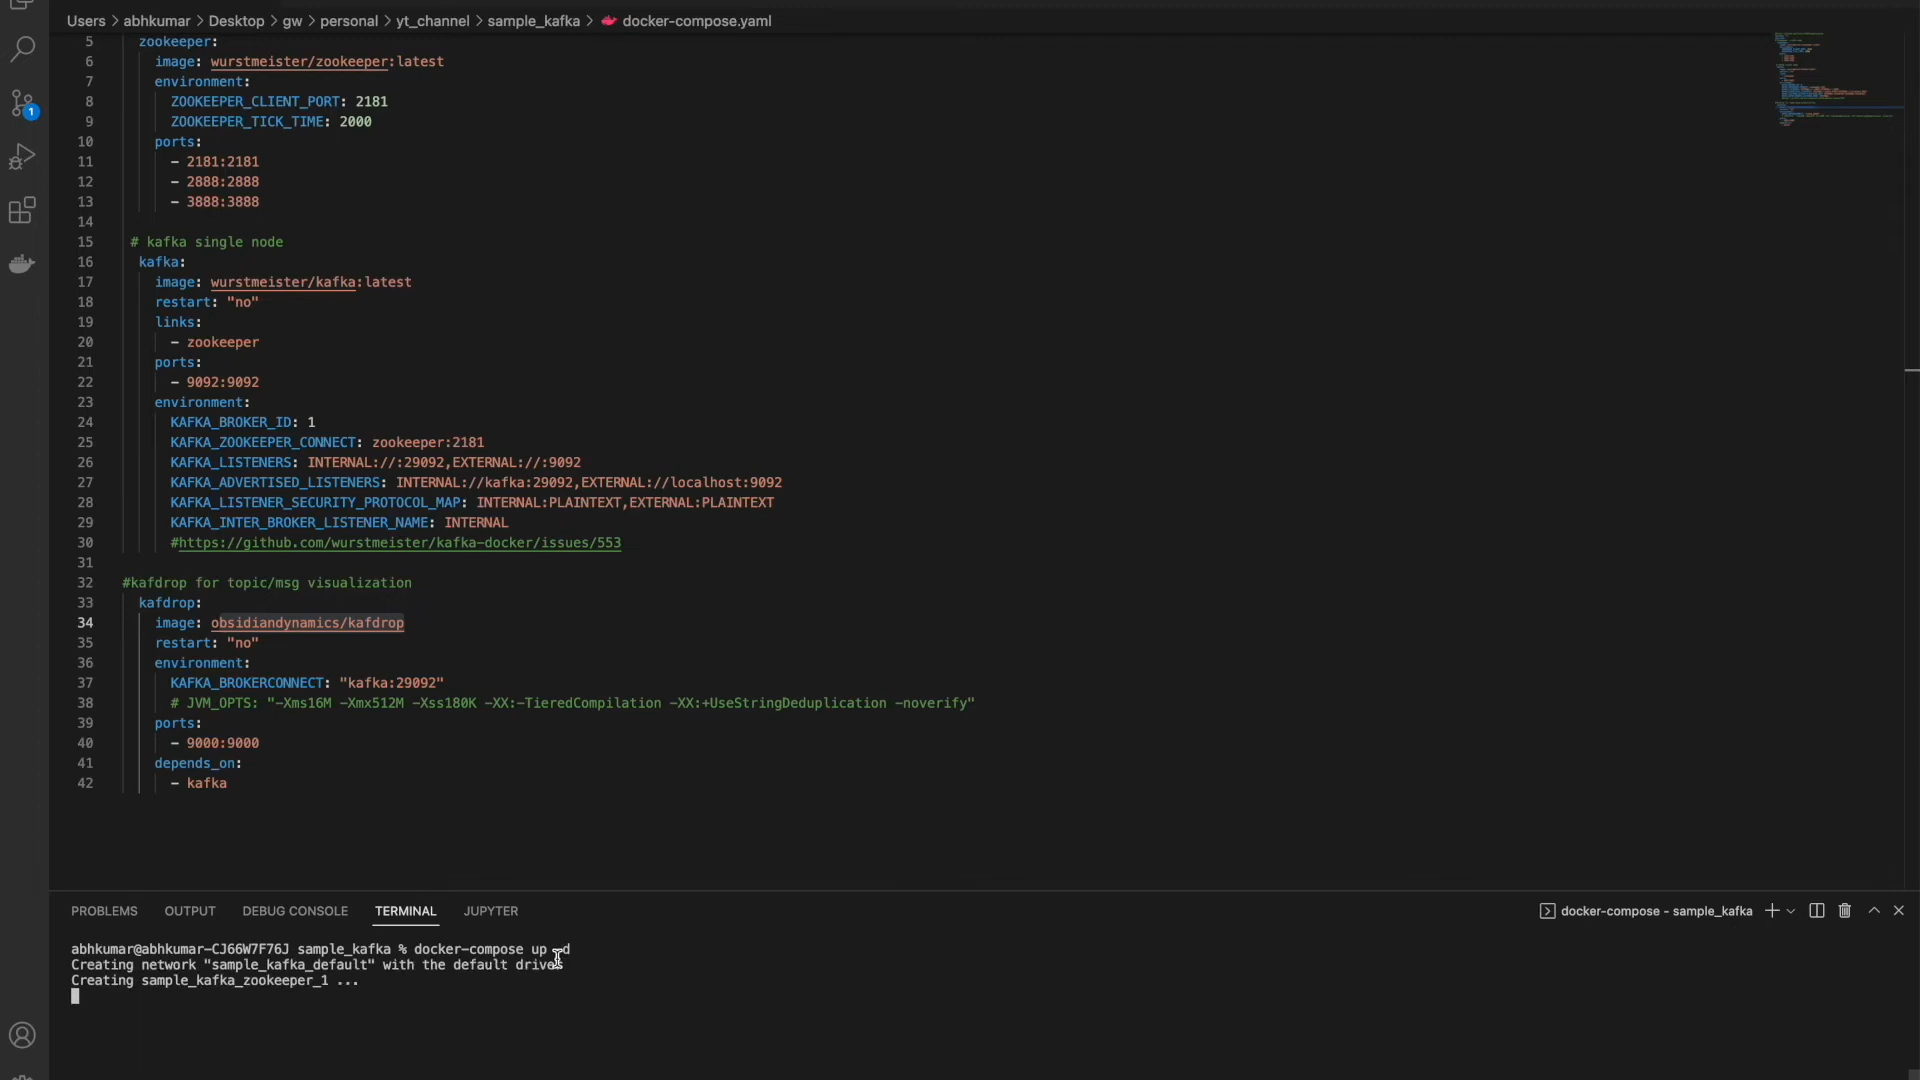 Users > abhkumar > Desktop > gw > personal > yt_channel > sample_kafka > docker-compose.yaml
5 zookeeper:
6 image: wurstmeister/zookeeper:latest
7 environment:
8 ZOOKEEPER_CLIENT_PORT: 2181
9 ZOOKEEPER_TICK_TIME: 2000
10 ports:
11 - 2181:2181
12 - 2888:2888
13 - 3888:3888
14
15 # kafka single node
16 kafka:
17 image: wurstmeister/kafka:latest
18 restart: "no"
19 links:
20 - zookeeper
21 ports:
22 - 9092:9092
23 environment:
24 KAFKA_BROKER_ID: 1
25 KAFKA_ZOOKEEPER_CONNECT: zookeeper:2181
26 KAFKA_LISTENERS: INTERNAL://:29092,EXTERNAL://:9092
27 KAFKA_ADVERTISED_LISTENERS: INTERNAL://kafka:29092,EXTERNAL://localhost:9092
28 KAFKA_LISTENER_SECURITY_PROTOCOL_MAP: INTERNAL:PLAINTEXT,EXTERNAL:PLAINTEXT
29 KAFKA_INTER_BROKER_LISTENER_NAME: INTERNAL
30 #https://github.com/wurstmeister/kafka-docker/issues/553
31
32 #kafdrop for topic/msg visualization
33 kafdrop:
34 image: obsidiandynamics/kafdrop
35 restart: "no"
36 environment:
37 KAFKA_BROKERCONNECT: "kafka:29092"
38 # JVM_OPTS: "-Xms16M -Xmx512M -Xss180K -XX:-TieredCompilation -XX:+UseStringDeduplication -noverify"
39 ports:
40 - 9000:9000
41 depends_on:
42 - kafka
1
PROBLEMS OUTPUT DEBUG CONSOLE TERMINAL JUPYTER docker-compose - sample_kafka
abhkumar@abhkumar-CJ66W7F76J sample_kafka % docker-compose up d
Creating network "sample_kafka_default" with the default
Creating sample_kafka_zookeeper_1 ...